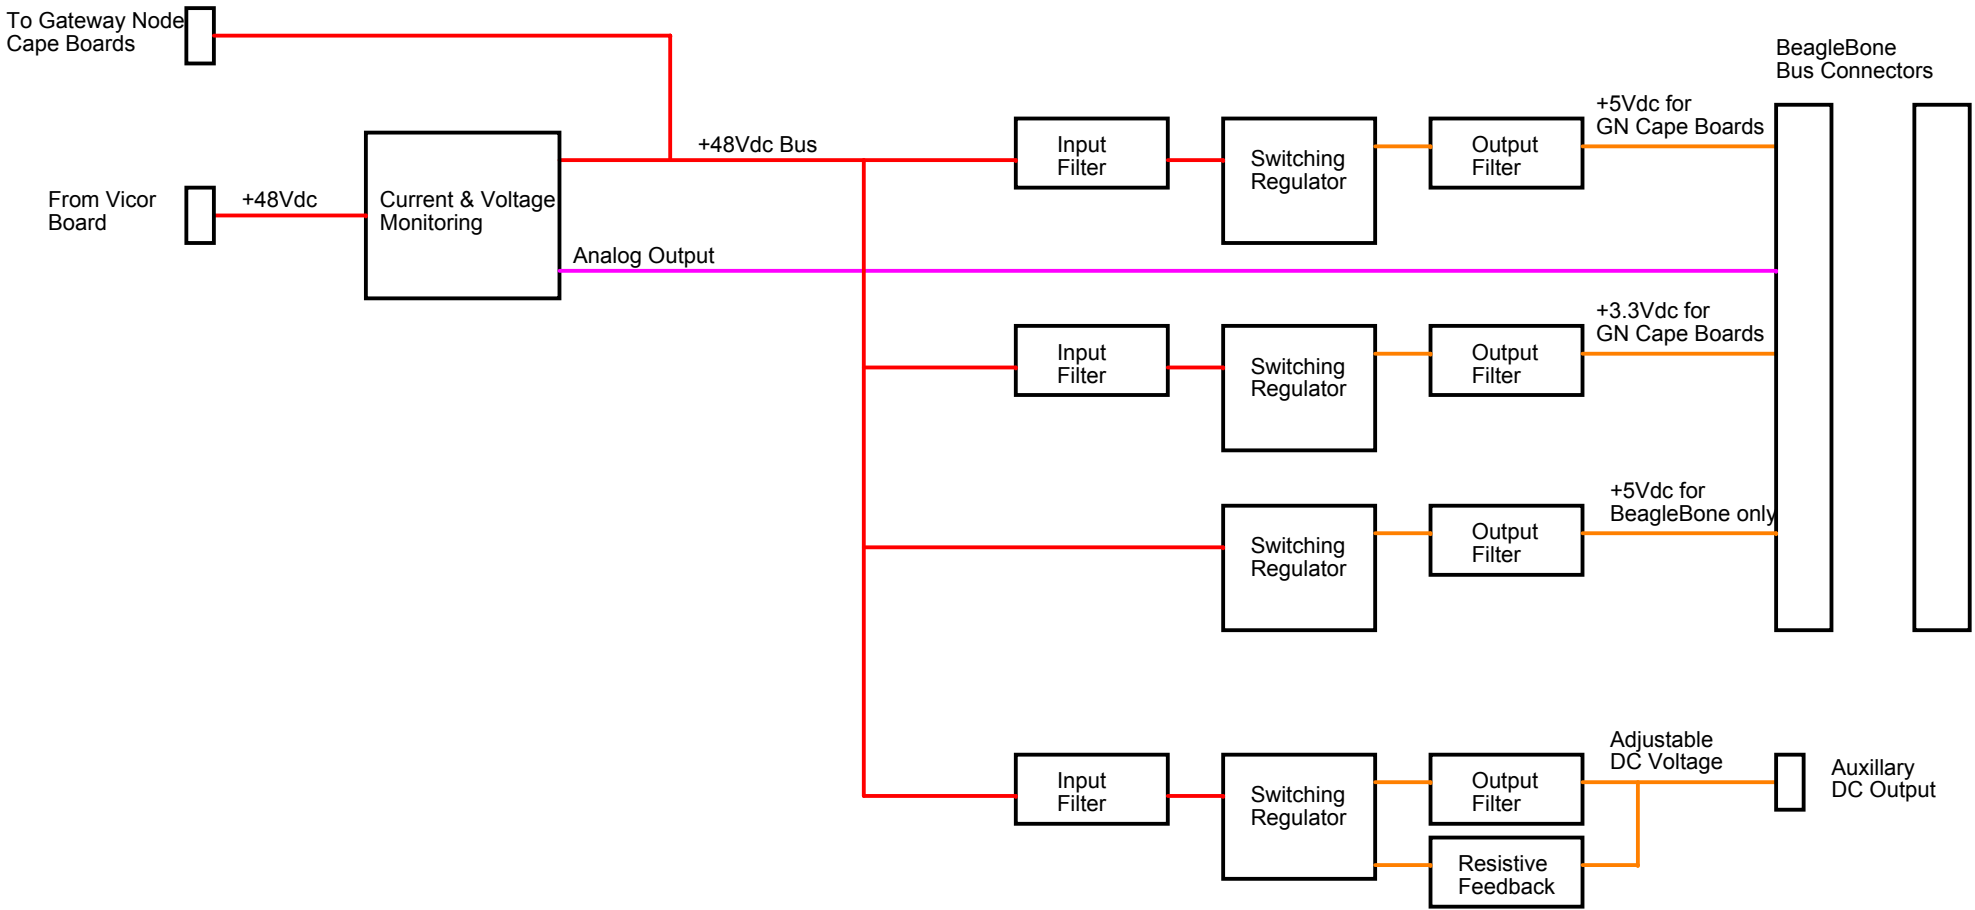 To Gateway Node
Cape Boards
BeagleBone
Bus Connectors
+5Vdc for
GN Cape Boards
+48Vdc Bus
Input
Filter
Switching
Regulator
Output
Filter
From Vicor
Board
+48Vdc
Current & Voltage
Monitoring
Analog Output
+3.3Vdc for
GN Cape Boards
Input
Filter
Switching
Regulator
Output
Filter
+5Vdc for
BeagleBone only
Switching
Regulator
Output
Filter
Adjustable
DC Voltage
Input
Filter
Switching
Regulator
Output
Filter
Auxillary
DC Output
Resistive
Feedback